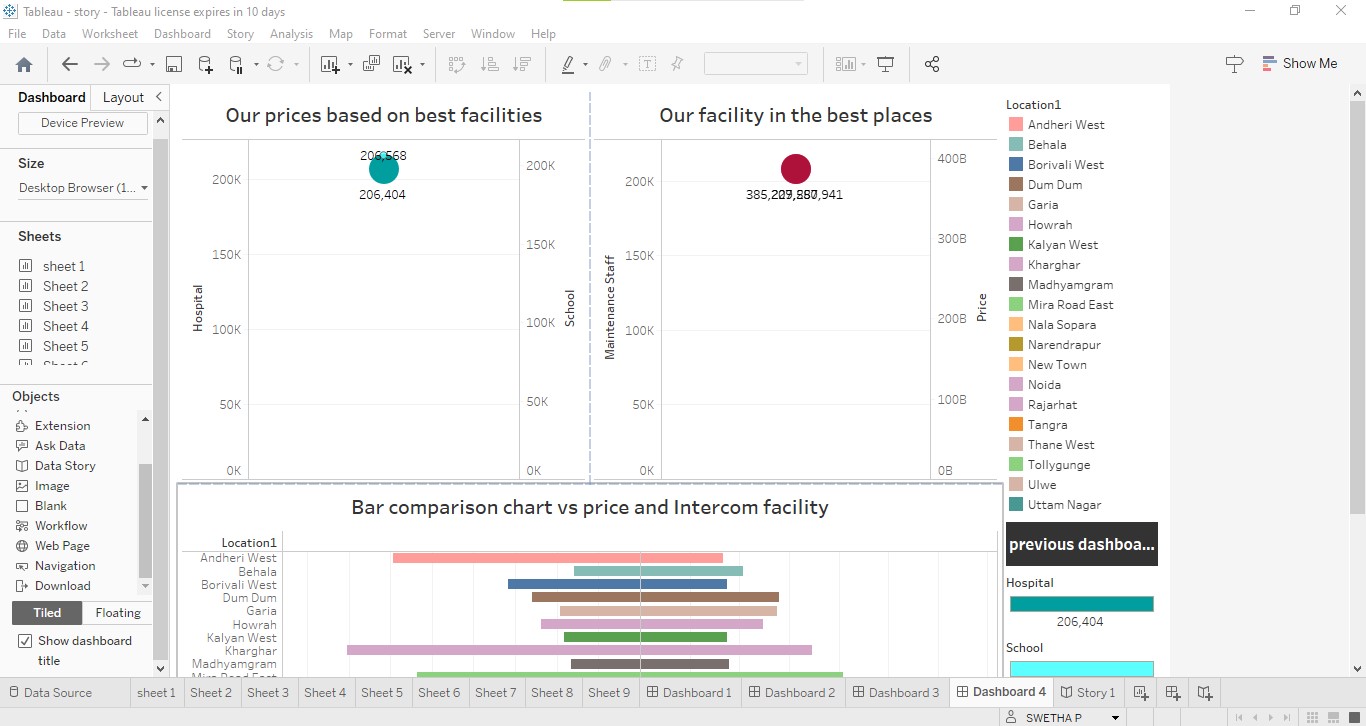 Tableau - story - Tableau license expires in 10 days
File Data Worksheet Dashboard Story Analysis Map Format Server Window Help
Show Me
Dashboard Layout
Device Preview
Size
Desktop Browser (1...
Sheets
sheet 1
Sheet 2
Sheet 3
Sheet 4
Sheet 5
Objects
Extension
Ask Data
Data Story
Image
Blank
Workflow
Web Page
Navigation
Download
Tiled Floating
Show dashboard
title
Our prices based on best facilities
206,568
206,404
200K
150K
100K
50K
0K
Hospital
200K
150K
100K
50K
0K
School
Our facility in the best places
200K
150K
100K
50K
0K
Maintenance Staff
400B
300B
200B
100B
0B
Price
Bar comparison chart vs price and Intercom facility
Location1
Andheri West
Behala
Borivali West
Dum Dum
Garia
Howrah
Kalyan West
Kharghar
Madhyamgram
Mira Road East
Location1
Andheri West
Behala
Borivali West
Dum Dum
Garia
Howrah
Kalyan West
Kharghar
Madhyamgram
Mira Road East
Nala Sopara
Narendrapur
New Town
Noida
Rajarhat
Tangra
Thane West
Tollygunge
Ulwe
Uttam Nagar
previous dashboa...
Hospital
206,404
School
Data Source sheet 1 Sheet 2 Sheet 3 Sheet 4 Sheet 5 Sheet 6 Sheet 7 Sheet 8 Sheet 9 Dashboard 1 Dashboard 2 Dashboard 3 Dashboard 4 Story 1
SWETHA P